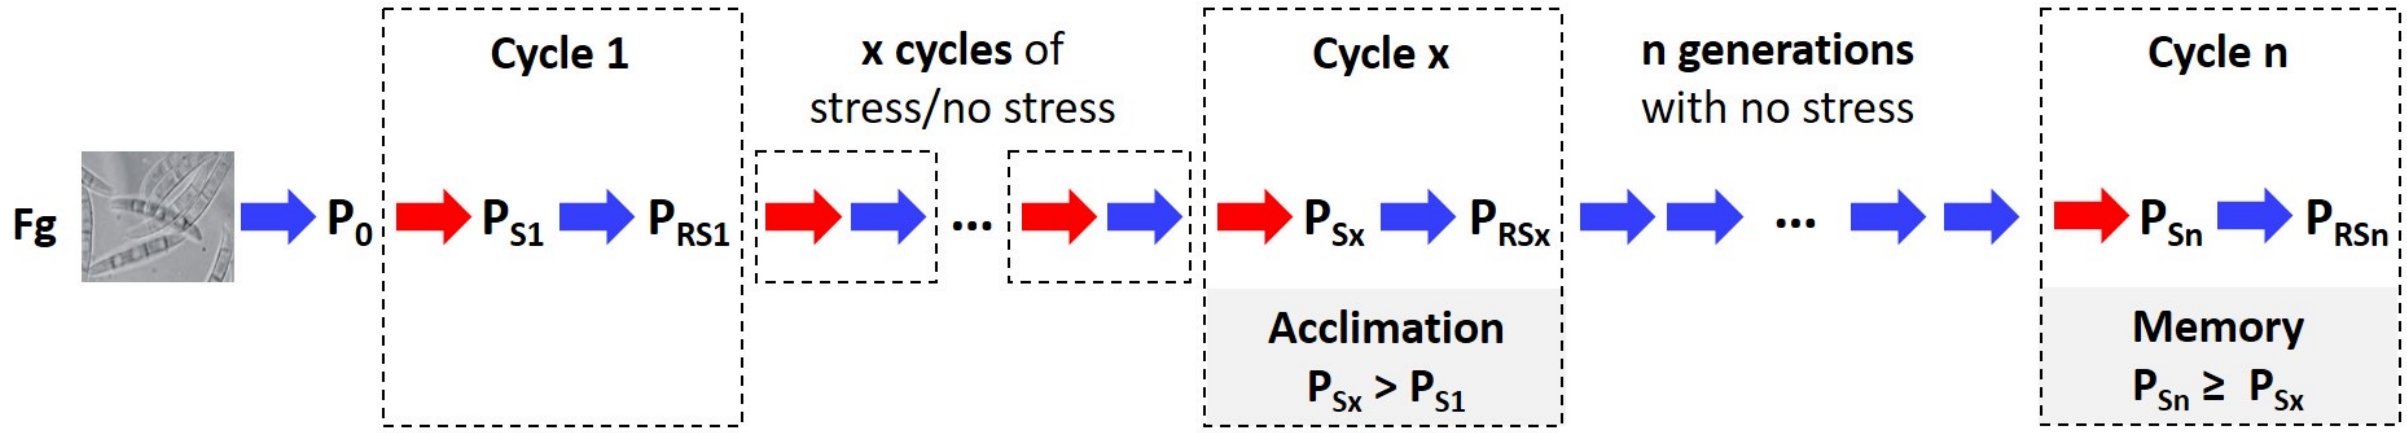 Cycle 1
x cycles of
stress/no stress
Cycle x
n generations
with no stress
Cycle n
Fg
P0
PS1
PRS1
...
PSx
PRSx
...
PSn
PRSn
Acclimation
PSx > PS1
Memory
PSn ≥ PSx